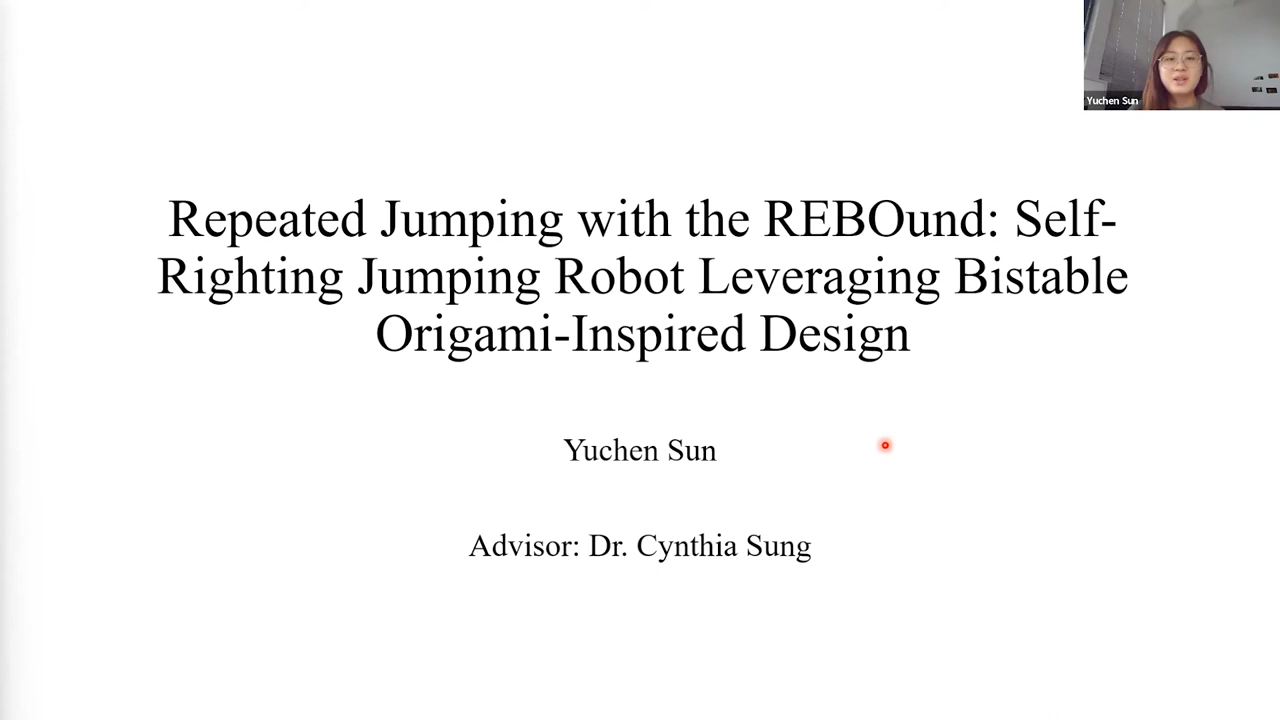 Yuchen Sun
Repeated Jumping with the REBOund: Self-
Righting Jumping Robot Leveraging Bistable
Origami-Inspired Design
Yuchen Sun
Advisor: Dr. Cynthia Sung